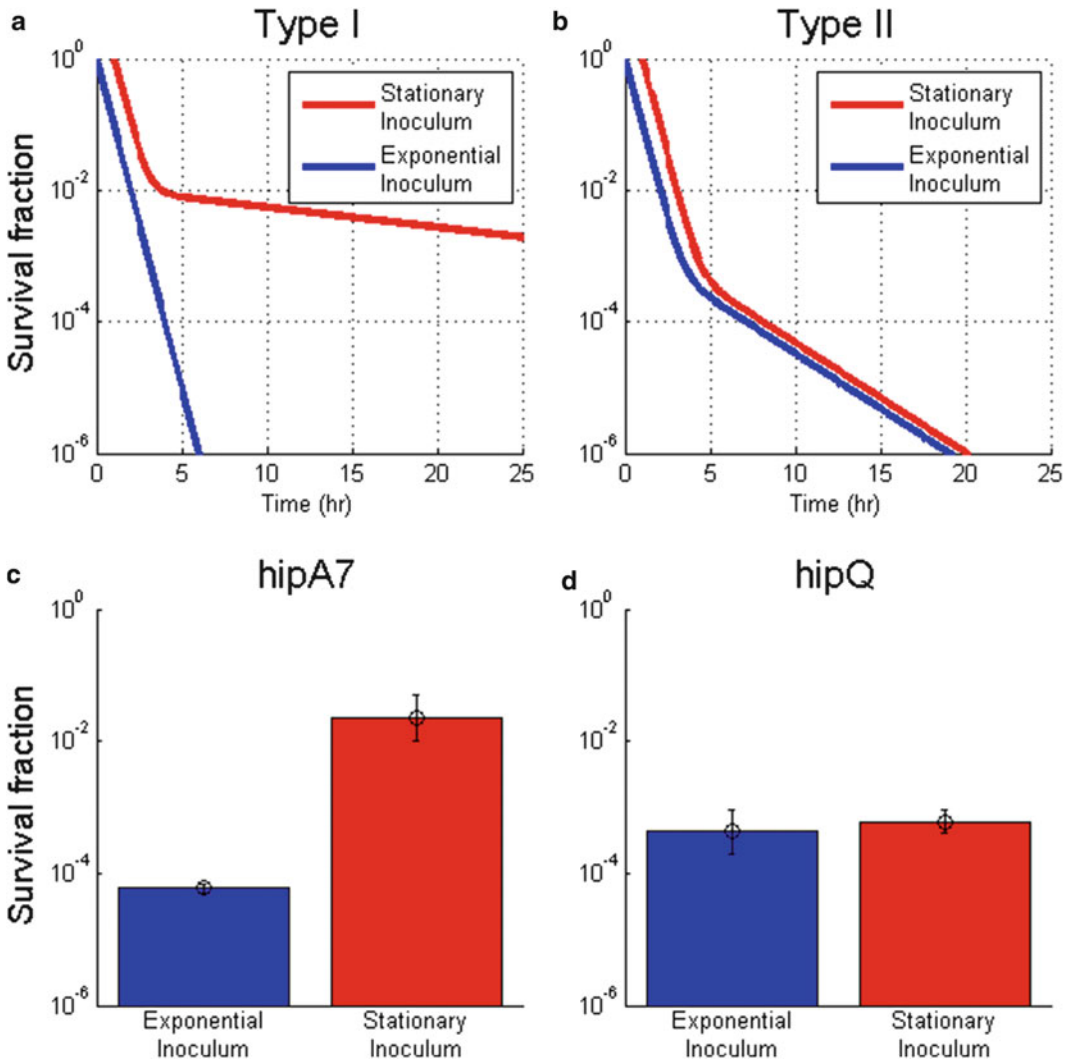 a
Type I
10^0
10^-2
10^-4
10^-6
Survival fraction
Stationary
Inoculum
Exponential
Inoculum
0 5 10 15 20 25
Time (hr)
b
Type II
10^0
10^-2
10^-4
10^-6
Stationary
Inoculum
Exponential
Inoculum
0 5 10 15 20 25
Time (hr)
c
hipA7
10^0
10^-2
10^-4
10^-6
Survival fraction
Exponential
Inoculum
Stationary
Inoculum
d
hipQ
10^0
10^-2
10^-4
10^-6
Exponential
Inoculum
Stationary
Inoculum